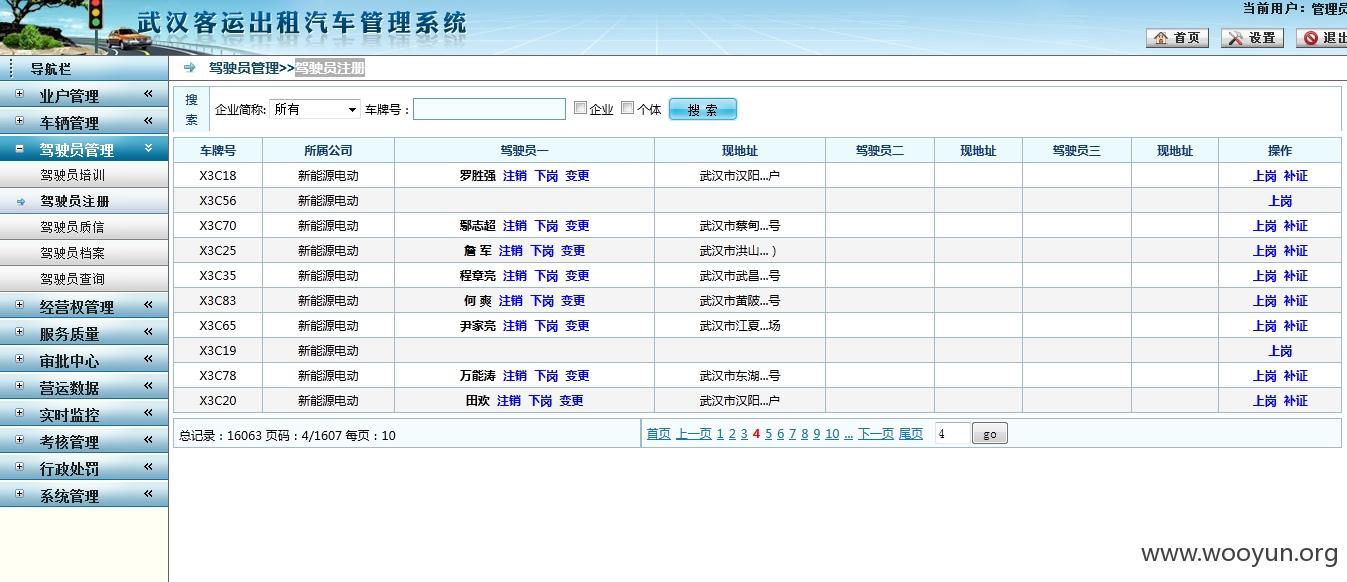 武汉客运出租汽车管理系统
当前用户：管理员
首页 设置 退出
导航栏
驾驶员管理>>驾驶员注册
业户管理
车辆管理
驾驶员管理
驾驶员培训
驾驶员注册
驾驶员质信
驾驶员档案
驾驶员查询
经营权管理
服务质量
审批中心
营运数据
实时监控
考核管理
行政处罚
系统管理
搜索 企业简称: 所有 车牌号： 企业 个体 搜 索
车牌号 所属公司 驾驶员一 现地址 驾驶员二 现地址 驾驶员三 现地址 操作
X3C18 新能源电动 罗胜强 注销 下岗 变更 武汉市汉阳...户 上岗 补证
X3C56 新能源电动 上岗
X3C70 新能源电动 鄢志超 注销 下岗 变更 武汉市蔡甸...号 上岗 补证
X3C25 新能源电动 詹 军 注销 下岗 变更 武汉市洪山... ) 上岗 补证
X3C35 新能源电动 程章亮 注销 下岗 变更 武汉市武昌...号 上岗 补证
X3C83 新能源电动 何 爽 注销 下岗 变更 武汉市黄陂...号 上岗 补证
X3C65 新能源电动 尹家亮 注销 下岗 变更 武汉市江夏...场 上岗 补证
X3C19 新能源电动 上岗
X3C78 新能源电动 万能涛 注销 下岗 变更 武汉市东湖...号 上岗 补证
X3C20 新能源电动 田欢 注销 下岗 变更 武汉市汉阳...户 上岗 补证
总记录：16063 页码：4/1607 每页：10
首页 上一页 1 2 3 4 5 6 7 8 9 10 ... 下一页 尾页 4 go
www.wooyun.org